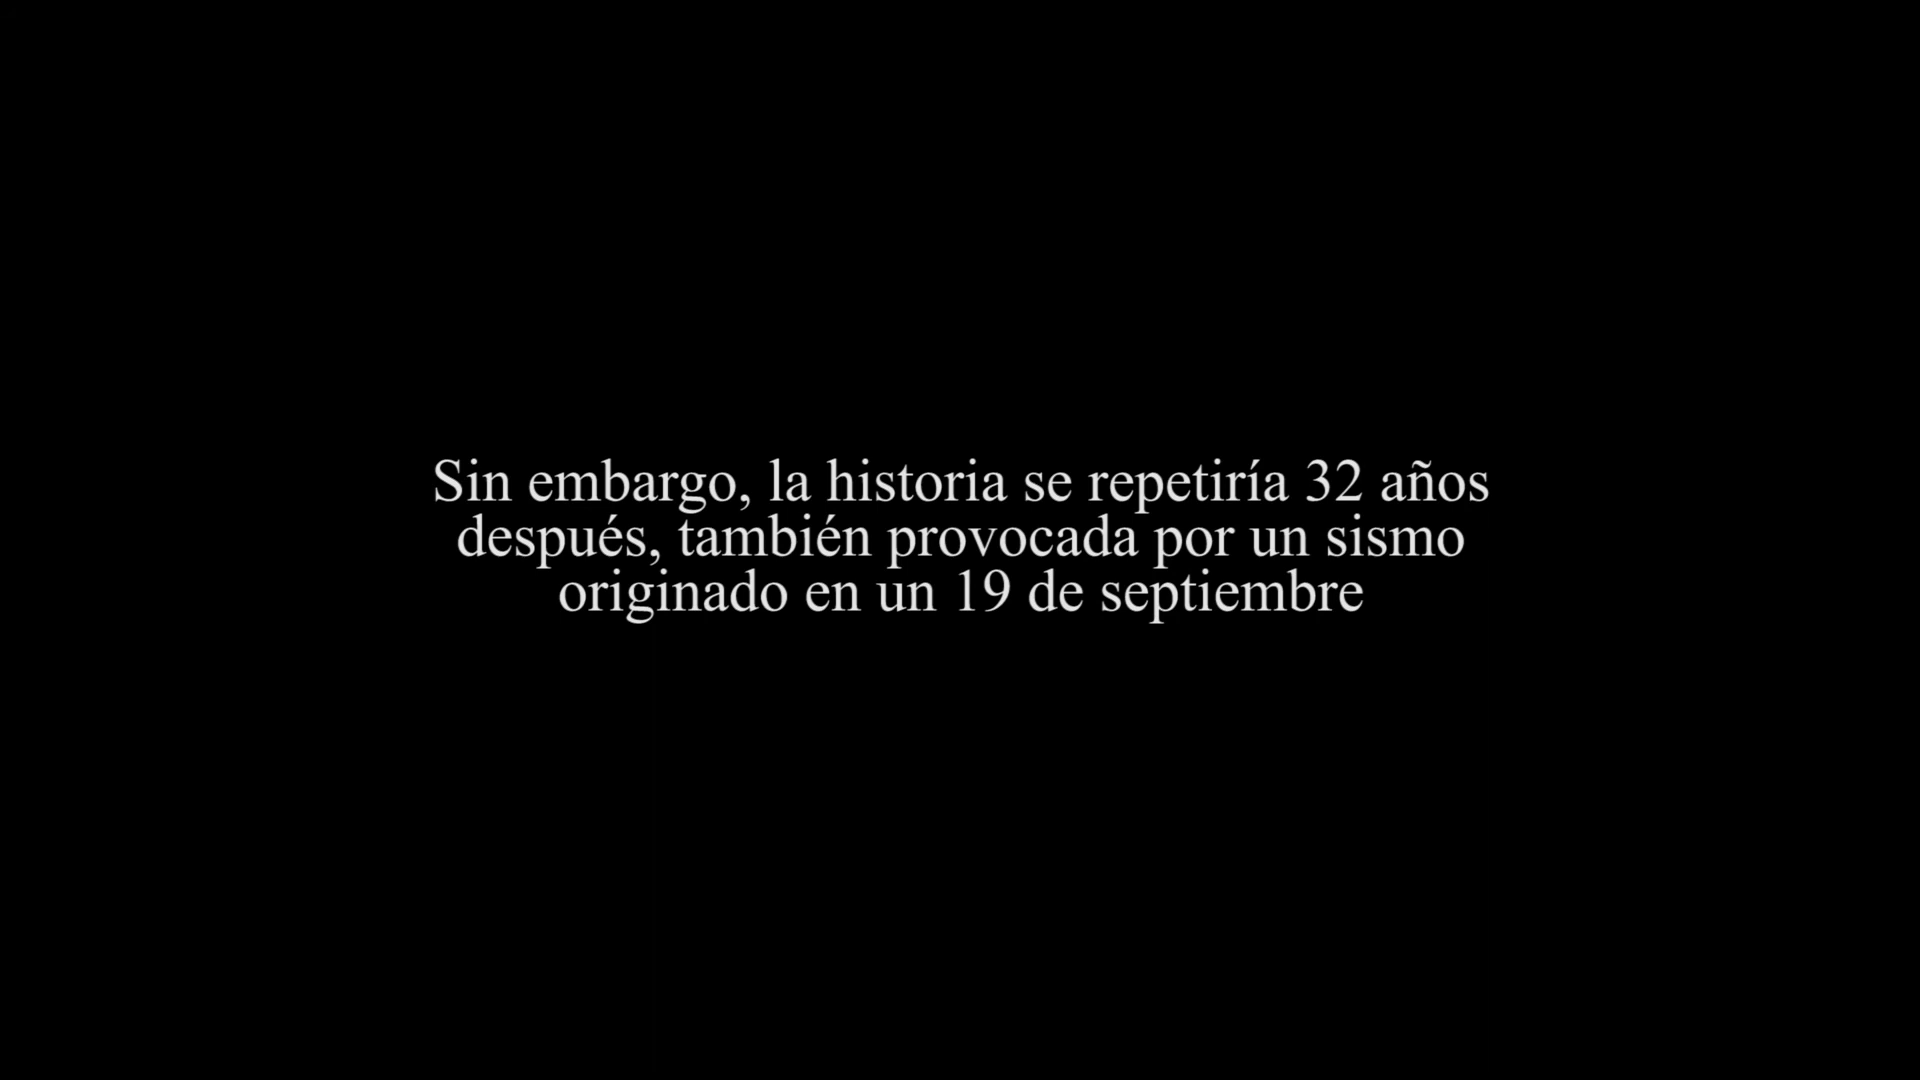 Sin embargo, la historia se repetiría 32 años
después, también provocada por un sismo
originado en un 19 de septiembre